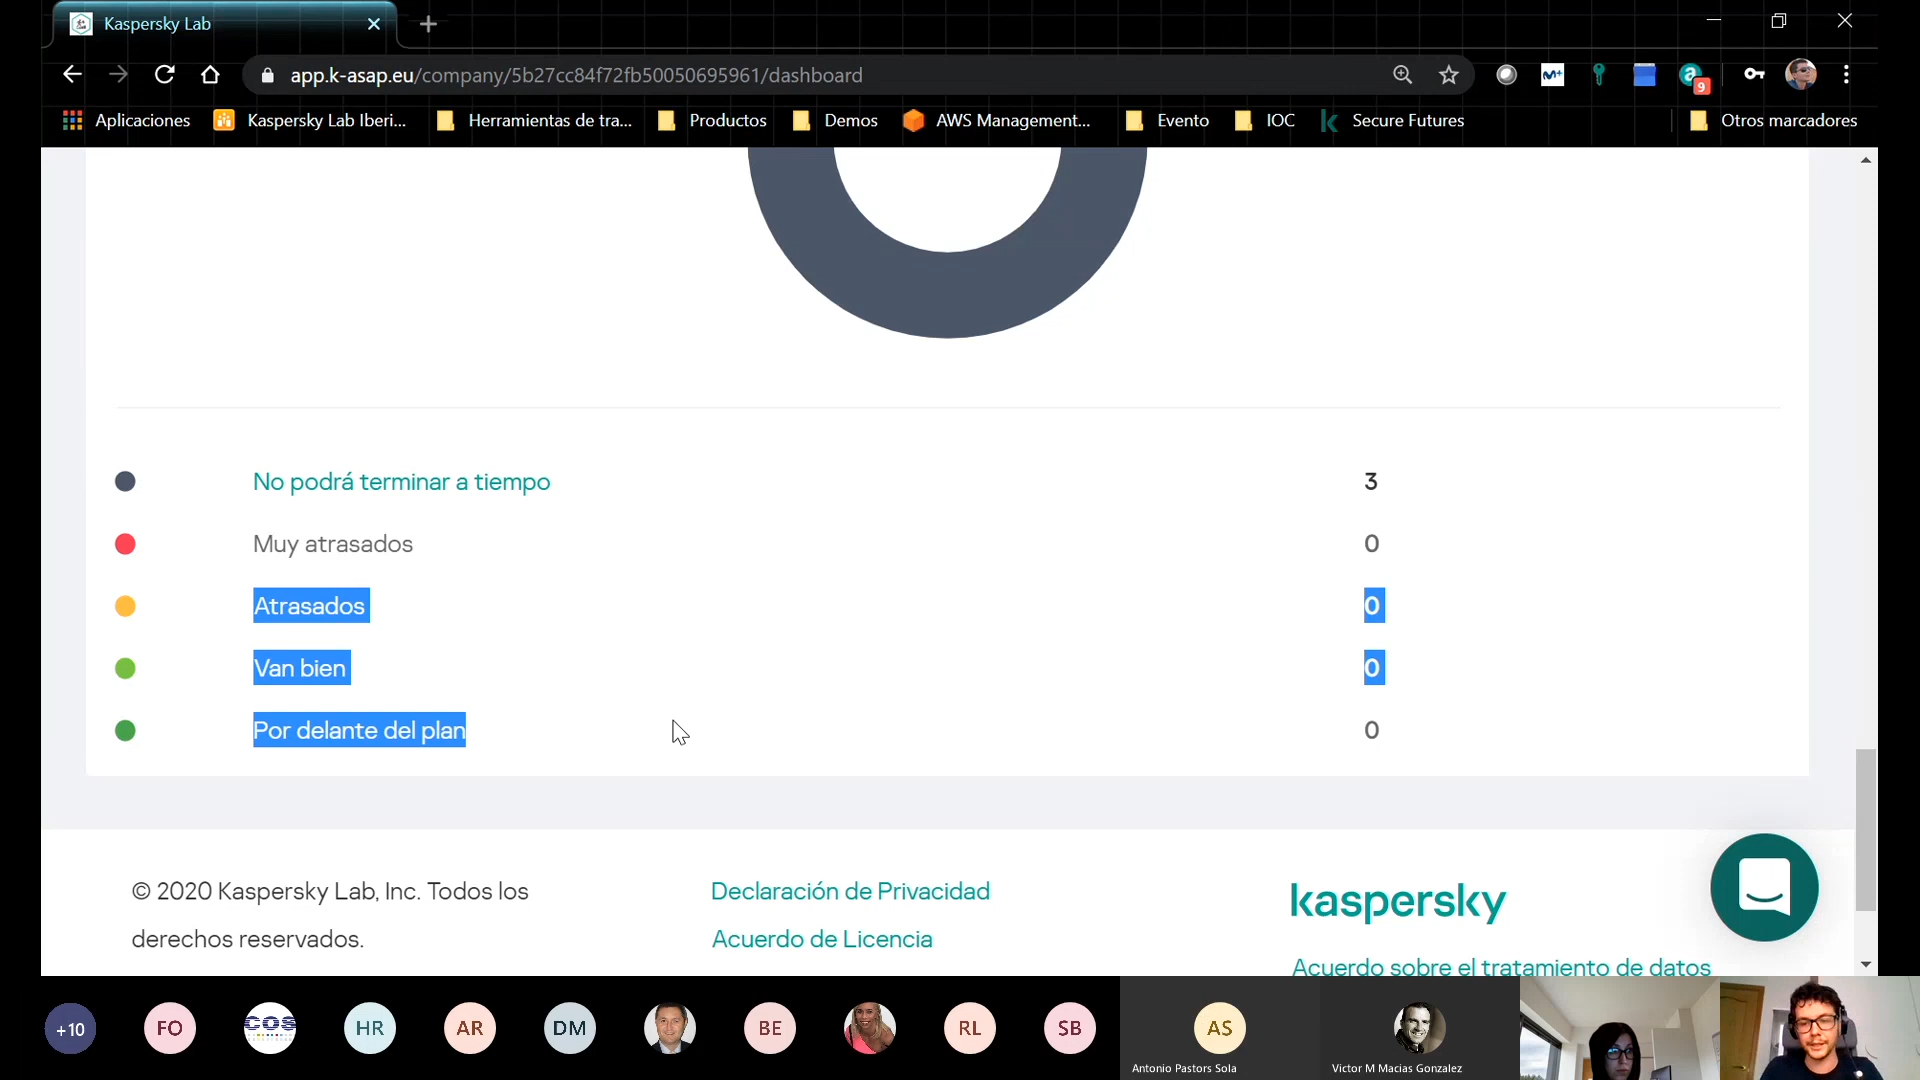 Kaspersky Lab
app.k-asap.eu/company/5b27cc84f72fb50050695961/dashboard
9
Aplicaciones
Kaspersky Lab Iberi...
Herramientas de tra...
Productos
Demos
AWS Management...
Evento
IOC
Secure Futures
Otros marcadores
No podrá terminar a tiempo 3
Muy atrasados 0
Atrasados 0
Van bien 0
Por delante del plan 0
© 2020 Kaspersky Lab, Inc. Todos los
derechos reservados.
Declaración de Privacidad
Acuerdo de Licencia
kaspersky
Acuerdo sobre el tratamiento de datos
+10
FO
cos
HR
AR
DM
BE
RL
SB
AS
Antonio Pastors Sola
Victor M Macias Gonzalez